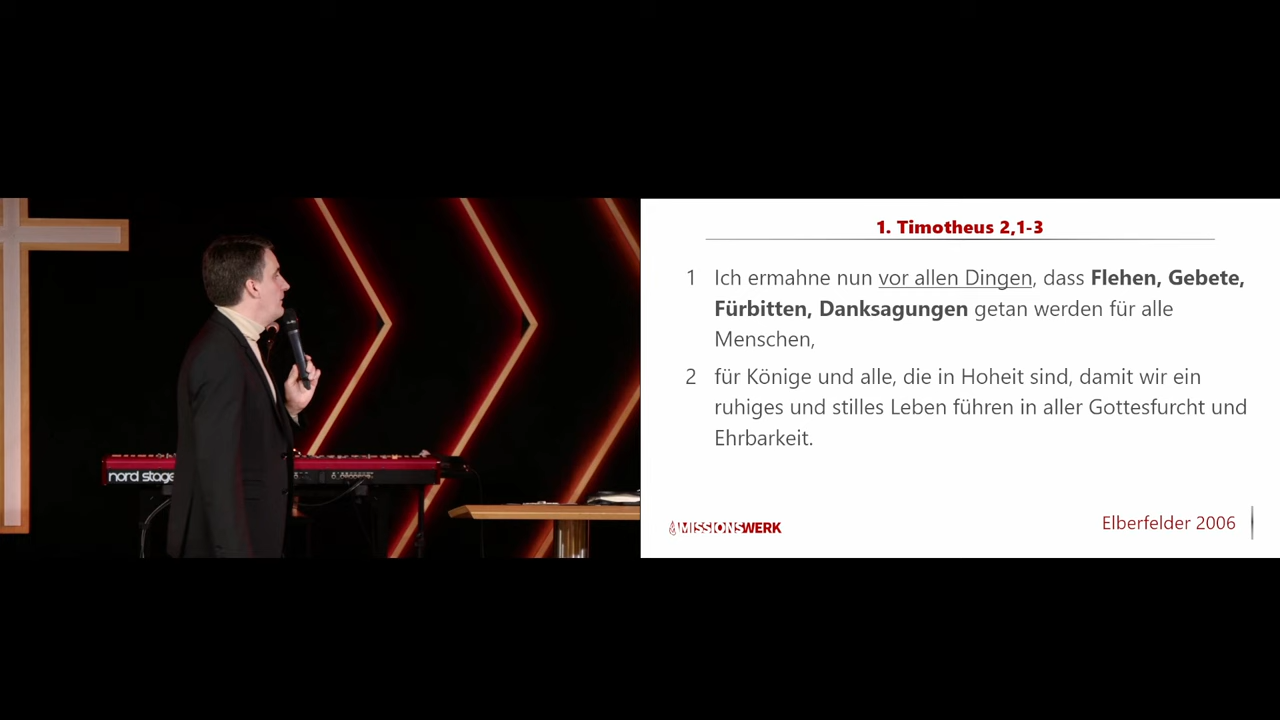 nord stage
1. Timotheus 2,1-3
1 Ich ermahne nun vor allen Dingen, dass Flehen, Gebete,
Fürbitten, Danksagungen getan werden für alle
Menschen,
2 für Könige und alle, die in Hoheit sind, damit wir ein
ruhiges und stilles Leben führen in aller Gottesfurcht und
Ehrbarkeit.
MISSIONSWERK
Elberfelder 2006